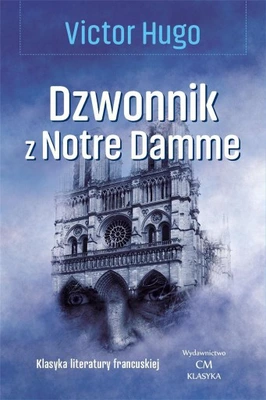 Victor Hugo
Dzwonnik
z Notre Damme
Klasyka literatury francuskiej
Wydawnictwo
CM
KLASYKA